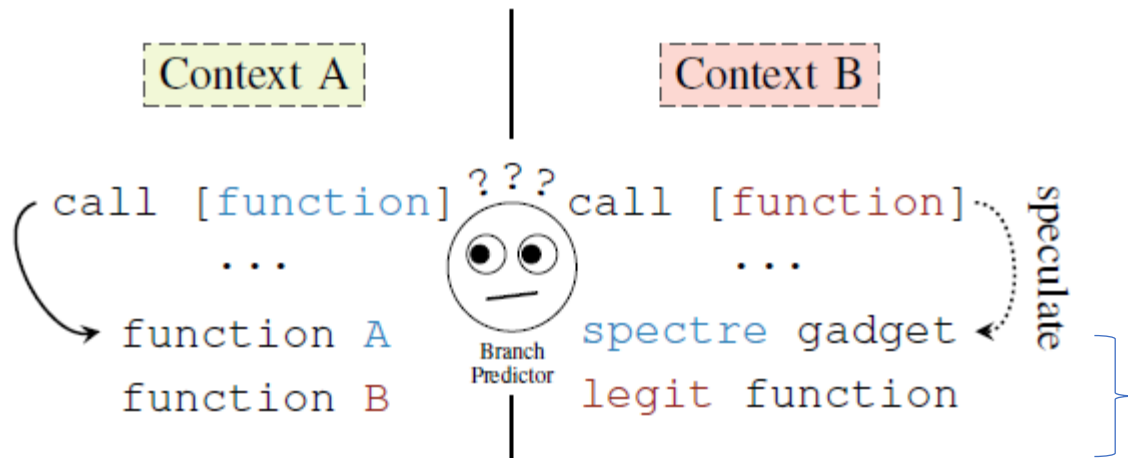 Context A
Context B
? ? ?
call [function]
call [function]
speculate
...
...
function A
spectre gadget
Branch
Predictor
function B
legit function